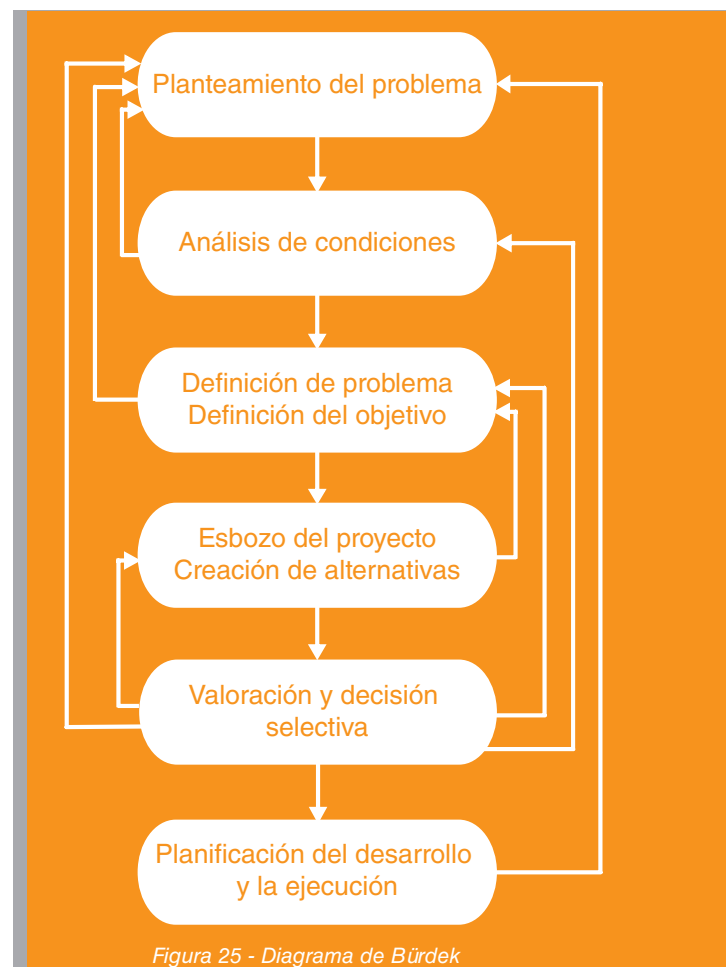 Planteamiento del problema
Análisis de condiciones
Definición de problema
Definición del objetivo
Esbozo del proyecto
Creación de alternativas
Valoración y decisión
selectiva
Planificación del desarrollo
y la ejecución
Figura 25 - Diagrama de Bürdek